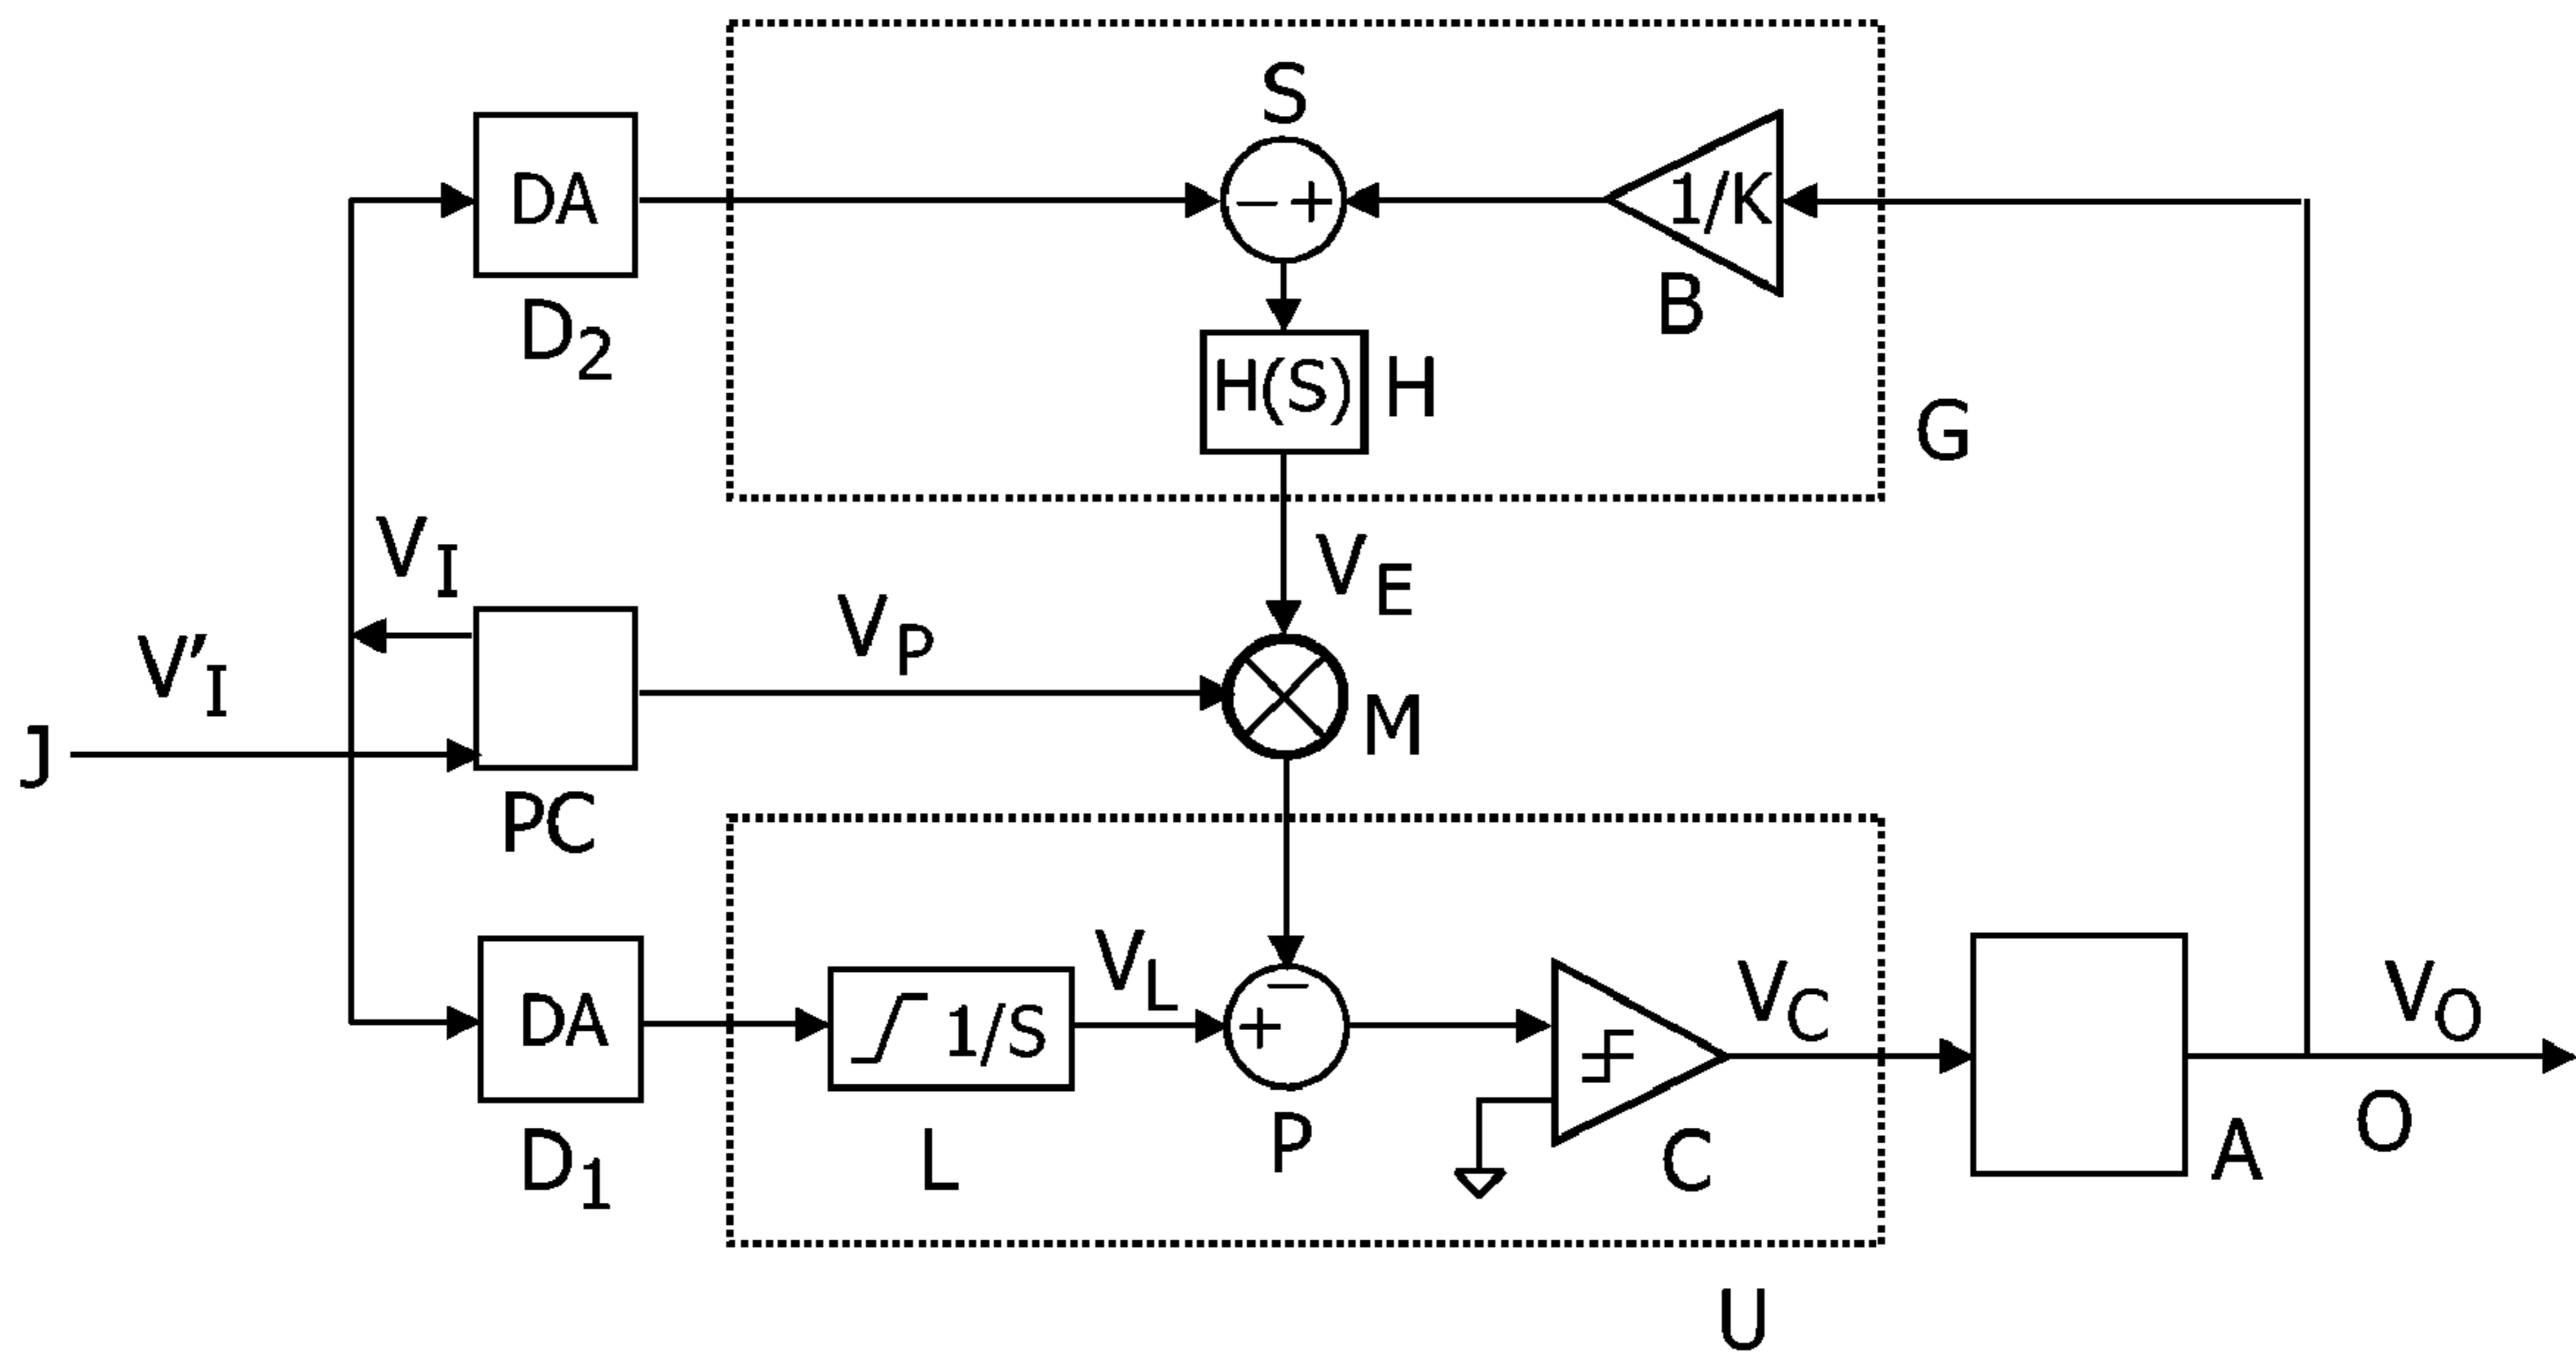 S
DA
− +
1/K
D2
B
H(S)
H
G
VI
VE
V'I
VP
J
M
PC
DA
VL
VC
VO
1/S
+ −
D1
L
P
C
A
O
U